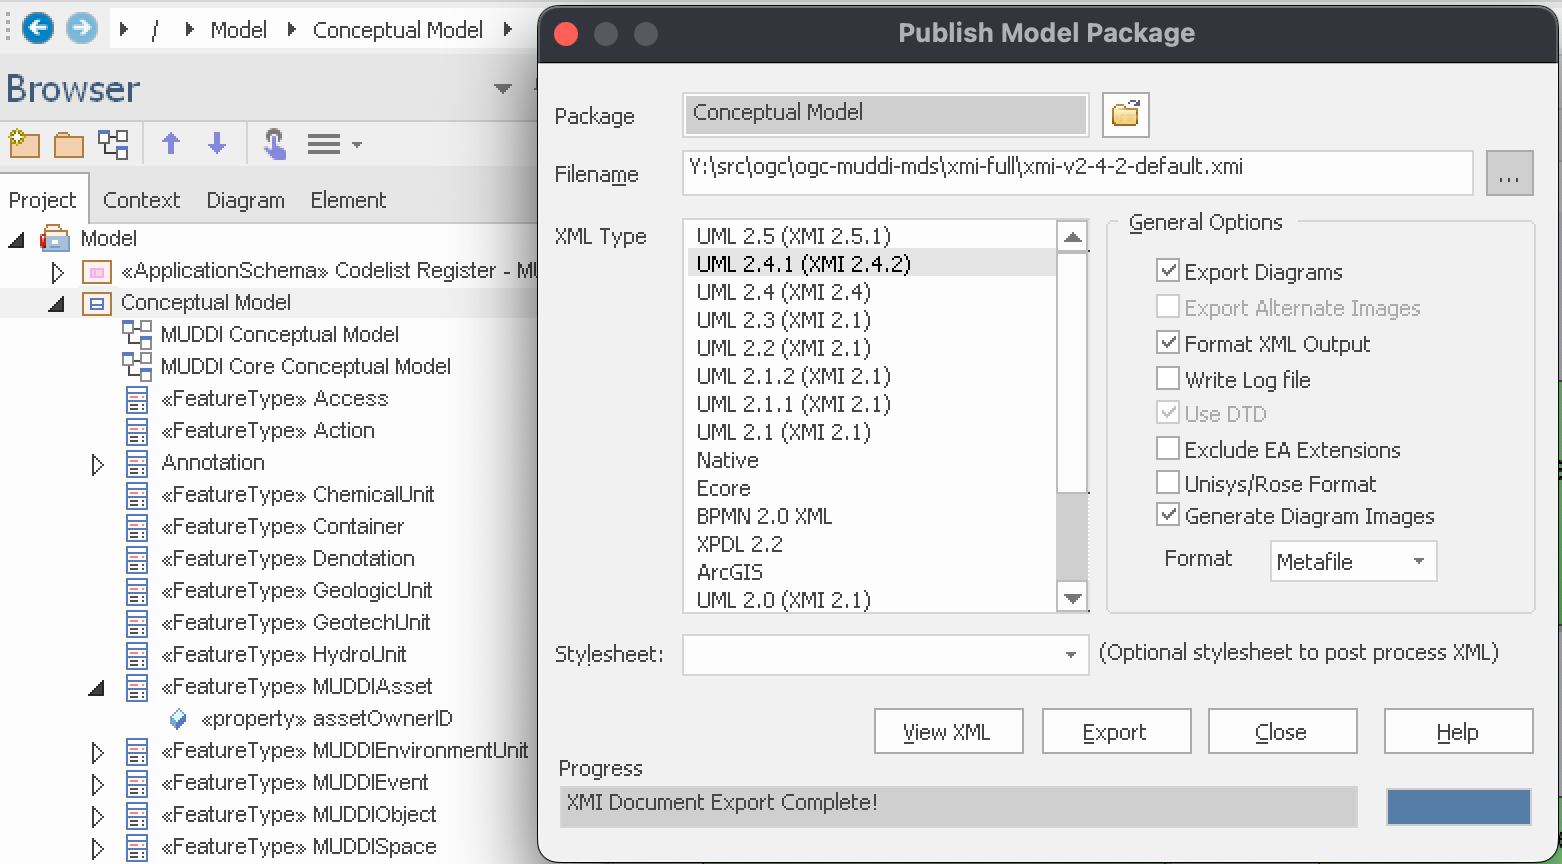 / Model Conceptual Model
Browser
Project Context Diagram Element
Model
«ApplicationSchema» Codelist Register - MU
Conceptual Model
MUDDI Conceptual Model
MUDDI Core Conceptual Model
«FeatureType» Access
«FeatureType» Action
Annotation
«FeatureType» ChemicalUnit
«FeatureType» Container
«FeatureType» Denotation
«FeatureType» GeologicUnit
«FeatureType» GeotechUnit
«FeatureType» HydroUnit
«FeatureType» MUDDIAsset
«property» assetOwnerID
«FeatureType» MUDDIEnvironmentUnit
«FeatureType» MUDDIEvent
«FeatureType» MUDDIObject
«FeatureType» MUDDISpace
Publish Model Package
Package Conceptual Model
Filename Y:\src\ogc\ogc-muddi-mds\xmi-full\xmi-v2-4-2-default.xmi ...
XML Type
UML 2.5 (XMI 2.5.1)
UML 2.4.1 (XMI 2.4.2)
UML 2.4 (XMI 2.4)
UML 2.3 (XMI 2.1)
UML 2.2 (XMI 2.1)
UML 2.1.2 (XMI 2.1)
UML 2.1.1 (XMI 2.1)
UML 2.1 (XMI 2.1)
Native
Ecore
BPMN 2.0 XML
XPDL 2.2
ArcGIS
UML 2.0 (XMI 2.1)
General Options
Export Diagrams
Export Alternate Images
Format XML Output
Write Log file
Use DTD
Exclude EA Extensions
Unisys/Rose Format
Generate Diagram Images
Format Metafile
Stylesheet: (Optional stylesheet to post process XML)
View XML Export Close Help
Progress
XMI Document Export Complete!